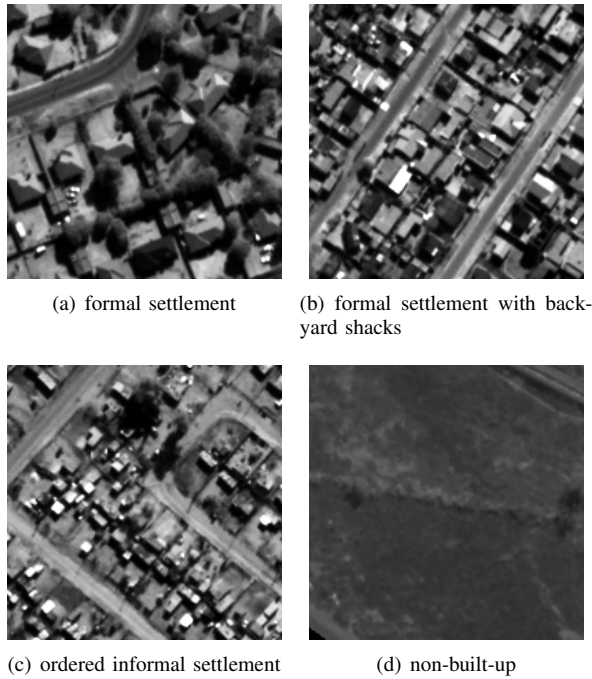 (a) formal settlement
(b) formal settlement with back-
yard shacks
(c) ordered informal settlement
(d) non-built-up